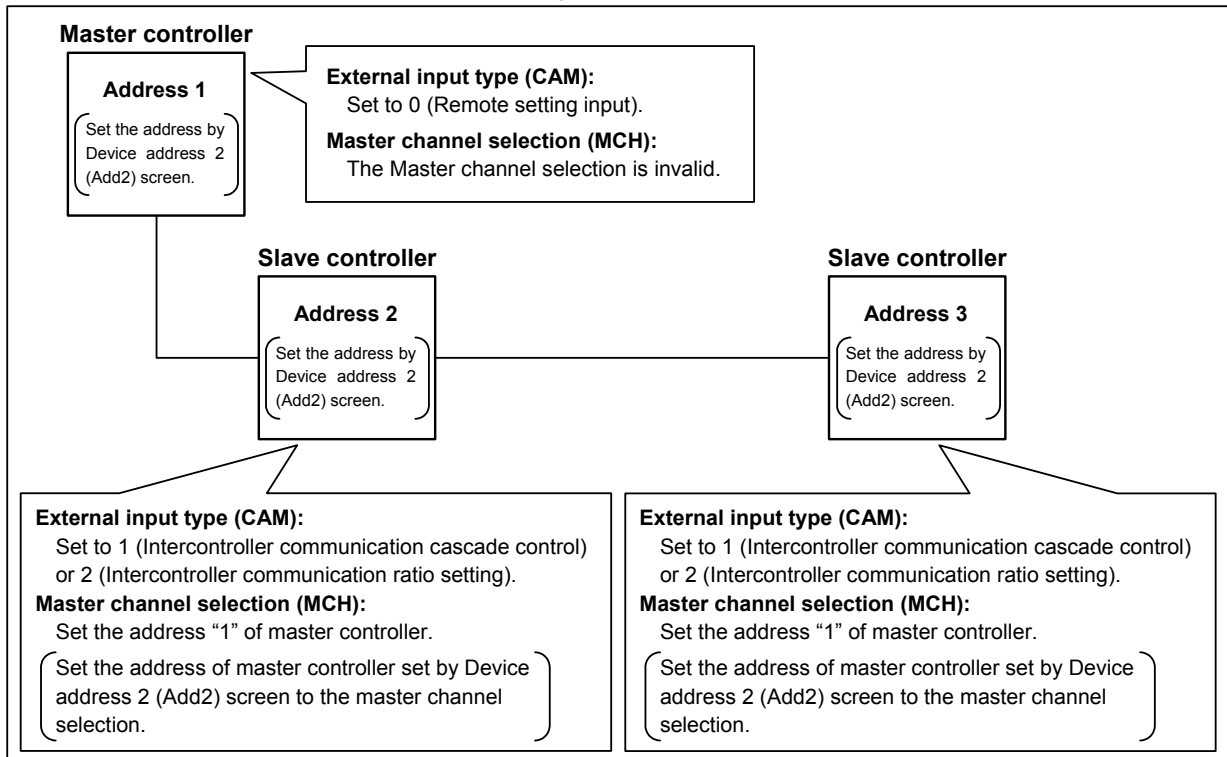 Master controller
Address 1
Set the address by
Device address 2
(Add2) screen.
External input type (CAM):
Set to 0 (Remote setting input).
Master channel selection (MCH):
The Master channel selection is invalid.
Slave controller
Address 2
Set the address by
Device address 2
(Add2) screen.
Slave controller
Address 3
Set the address by
Device address 2
(Add2) screen.
External input type (CAM):
Set to 1 (Intercontroller communication cascade control)
or 2 (Intercontroller communication ratio setting).
Master channel selection (MCH):
Set the address “1” of master controller.
Set the address of master controller set by Device
address 2 (Add2) screen to the master channel
selection.
External input type (CAM):
Set to 1 (Intercontroller communication cascade control)
or 2 (Intercontroller communication ratio setting).
Master channel selection (MCH):
Set the address “1” of master controller.
Set the address of master controller set by Device
address 2 (Add2) screen to the master channel
selection.